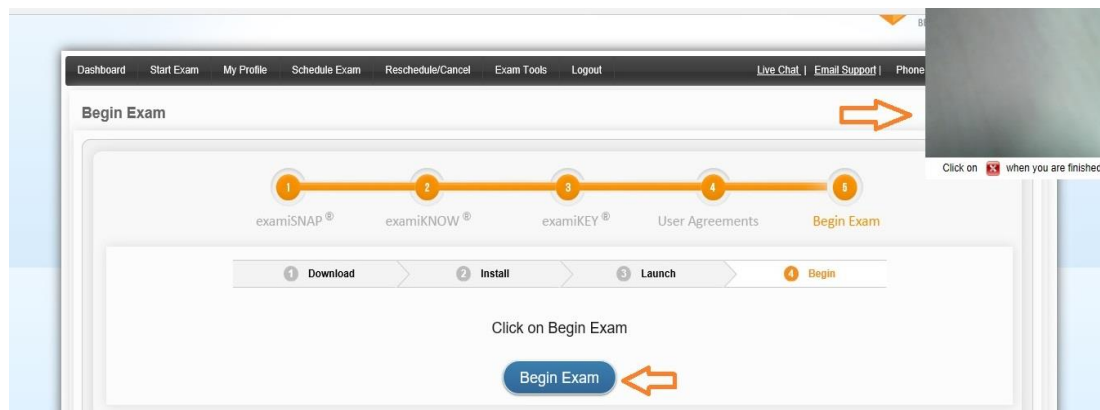 Dashboard Start Exam My Profile Schedule Exam Reschedule/Cancel Exam Tools Logout Live Chat | Email Support | Phone
Begin Exam
1 2 3 4 5
examiSNAP ® examiKNOW ® examiKEY ® User Agreements Begin Exam
1 Download 2 Install 3 Launch 4 Begin
Click on Begin Exam
Begin Exam
Click on when you are finished